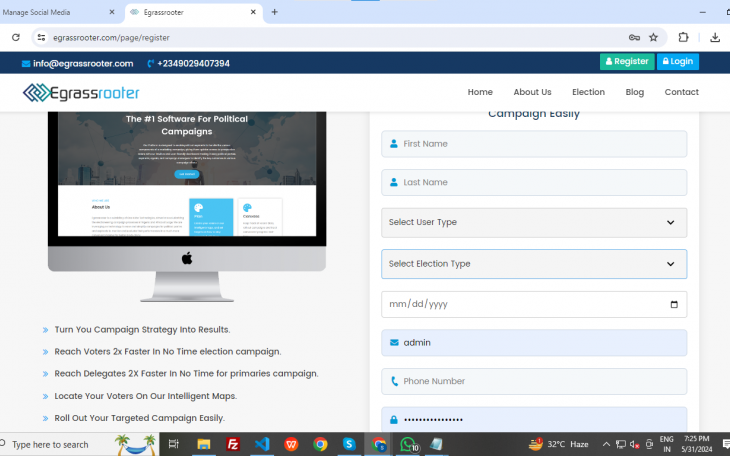 Manage Social Media
Egrassrooter
egrassrooter.com/page/register
info@egrassrooter.com
+2349029407394
Register
Login
Egrassrooter
Home
About Us
Election
Blog
Contact
Campaign Easily
The #1 Software For Political
Campaigns
About Us
First Name
Last Name
Select User Type
Select Election Type
mm/dd/yyyy
admin
Phone Number
••••••••••••••••
Turn You Campaign Strategy Into Results.
Reach Voters 2x Faster In No Time election campaign.
Reach Delegates 2X Faster In No Time for primaries campaign.
Locate Your Voters On Our Intelligent Maps.
Roll Out Your Targeted Campaign Easily.
Type here to search
32°C Haze
ENG
IN
7:25 PM
5/31/2024